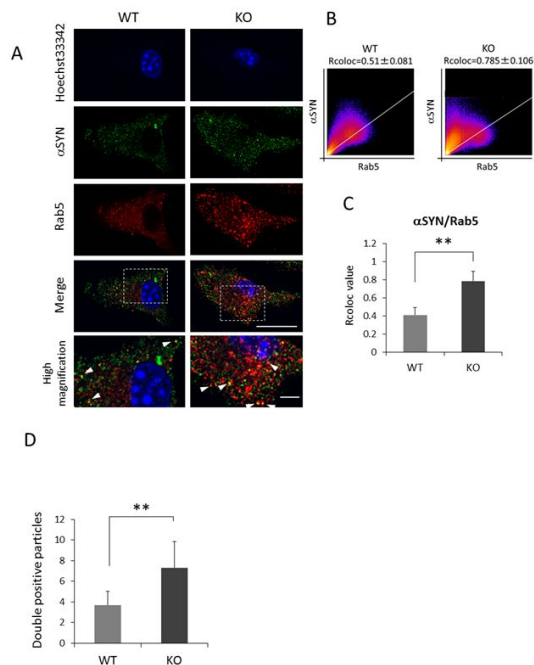 WT KO
A
Hoechst33342
αSYN
Rab5
Merge
High
magnification
B
WT KO
Rcoloc=0.51±0.081 Rcoloc=0.785±0.106
αSYN αSYN
Rab5 Rab5
C
αSYN/Rab5
**
Rcoloc value
1.2
1
0.8
0.6
0.4
0.2
0
WT KO
D
**
Double positive particles
12
10
8
6
4
2
0
WT KO